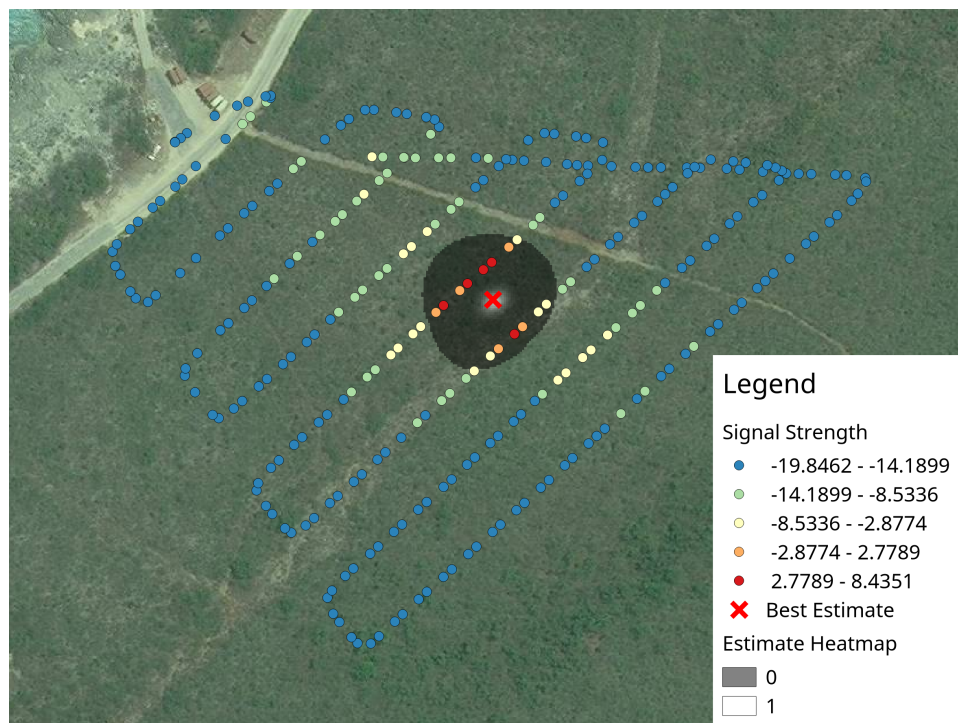 Legend
Signal Strength
-19.8462 - -14.1899
-14.1899 - -8.5336
-8.5336 - -2.8774
-2.8774 - 2.7789
2.7789 - 8.4351
Best Estimate
Estimate Heatmap
0
1